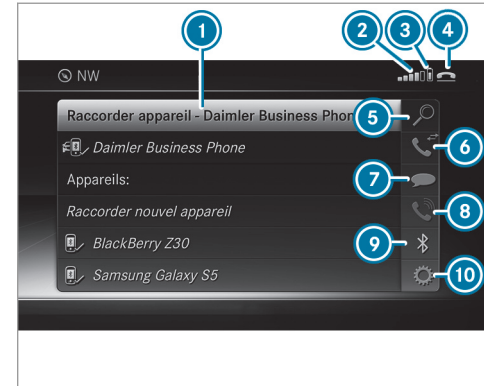 1
2
3
4
NW
Raccorder appareil - Daimler Business Phon
5
Daimler Business Phone
6
Appareils:
7
Raccorder nouvel appareil
8
BlackBerry Z30
9
Samsung Galaxy S5
10